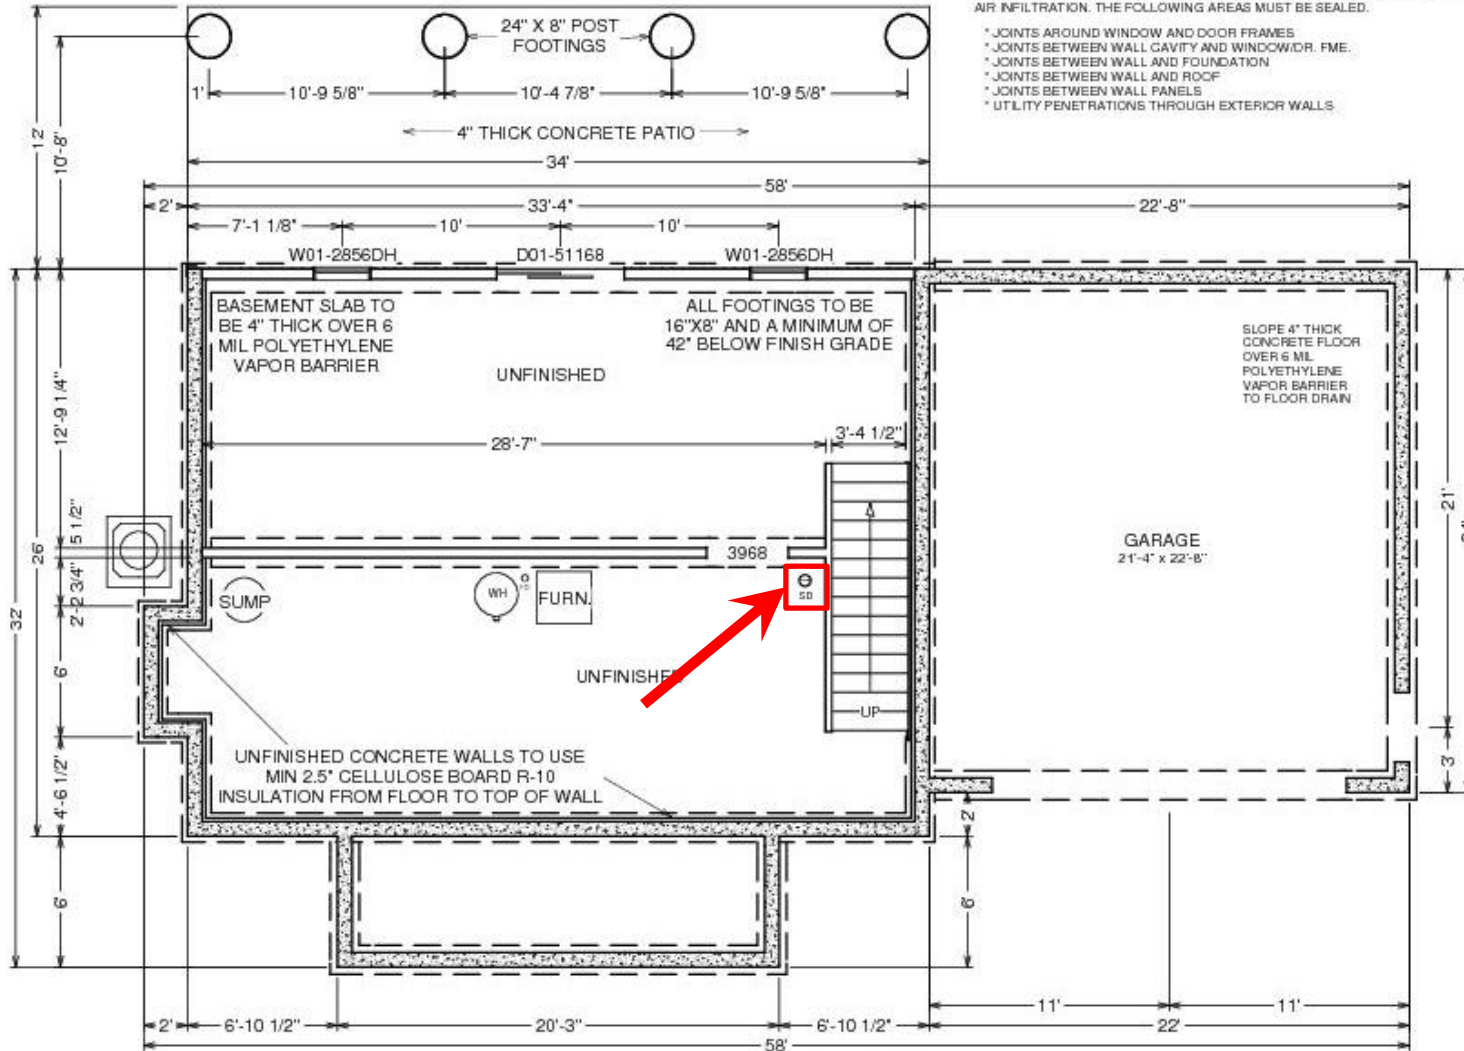 AIR INFILTRATION. THE FOLLOWING AREAS MUST BE SEALED.
* JOINTS AROUND WINDOW AND DOOR FRAMES
* JOINTS BETWEEN WALL CAVITY AND WINDOW/DR. FME.
* JOINTS BETWEEN WALL AND FOUNDATION
* JOINTS BETWEEN WALL AND ROOF
* JOINTS BETWEEN WALL PANELS
* UTILITY PENETRATIONS THROUGH EXTERIOR WALLS
24" X 8" POST
FOOTINGS
1'
10'-9 5/8"
10'-4 7/8"
10'-9 5/8"
4" THICK CONCRETE PATIO
12'
10'-8"
34'
58'
2'
33'-4"
22'-8"
7'-1 1/8"
10'
10'
W01-2856DH
D01-51168
W01-2856DH
BASEMENT SLAB TO
BE 4" THICK OVER 6
MIL POLYETHYLENE
VAPOR BARRIER
ALL FOOTINGS TO BE
16"X8" AND A MINIMUM OF
42" BELOW FINISH GRADE
UNFINISHED
SLOPE 4" THICK
CONCRETE FLOOR
OVER 6 MIL
POLYETHYLENE
VAPOR BARRIER
TO FLOOR DRAIN
12'-9 1/4"
28'-7"
3'-4 1/2"
21'
5 1/2"
26'
3968
GARAGE
21'-4" x 22'-8"
2'-2 3/4"
SUMP
WH
FURN.
SD
32'
6'
UNFINISHED
UP
UNFINISHED CONCRETE WALLS TO USE
MIN 2.5" CELLULOSE BOARD R-10
INSULATION FROM FLOOR TO TOP OF WALL
4'-6 1/2"
3'
2'
6'
6'
11'
11'
2'
6'-10 1/2"
20'-3"
6'-10 1/2"
22'
58'